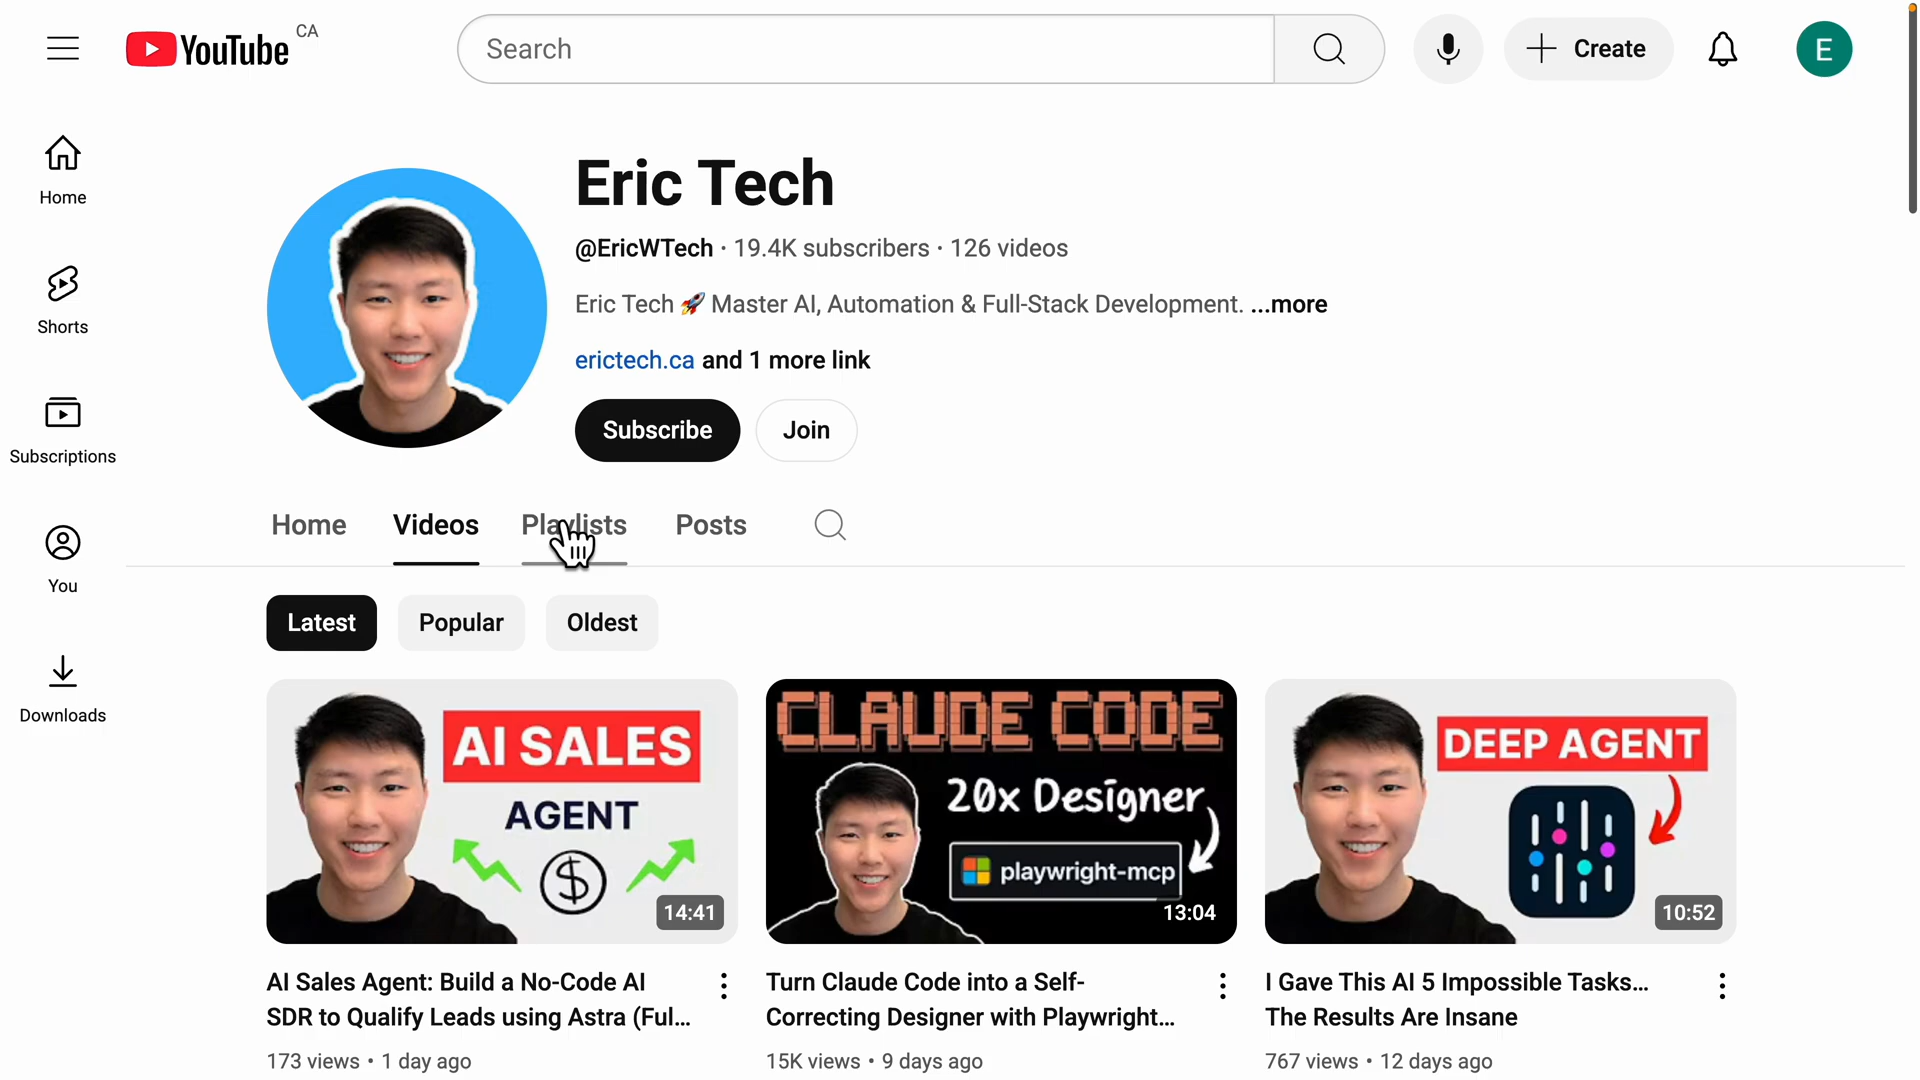 YouTube CA
Search
Create
E
Home
Shorts
Subscriptions
You
Downloads
Eric Tech
@EricWTech · 19.4K subscribers · 126 videos
Eric Tech 🚀 Master AI, Automation & Full-Stack Development. ...more
erictech.ca and 1 more link
Subscribe Join
Home Videos Playlists Posts
Latest Popular Oldest
AI SALES
AGENT
$
14:41
AI Sales Agent: Build a No-Code AI
SDR to Qualify Leads using Astra (Ful...
173 views • 1 day ago
CLAUDE CODE
20x Designer
playwright-mcp
13:04
Turn Claude Code into a Self-
Correcting Designer with Playwright...
15K views • 9 days ago
DEEP AGENT
10:52
I Gave This AI 5 Impossible Tasks...
The Results Are Insane
767 views • 12 days ago